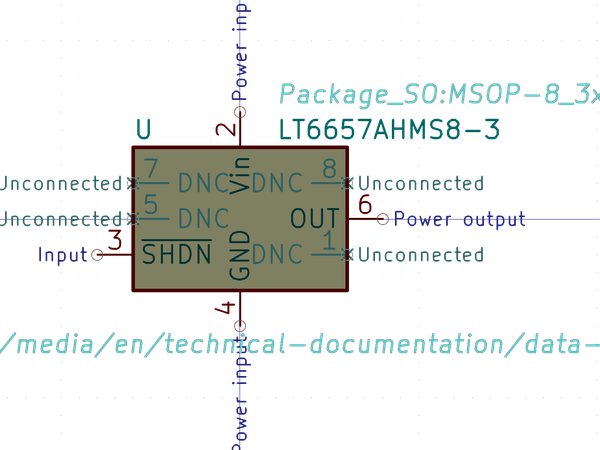 Power inp
Package_SO:MSOP-8_3x
U
2
LT6657AHMS8-3
7
Vin
8
Unconnected
DNC
DNC
Unconnected
5
6
Unconnected
DNC
OUT
Power output
3
1
Input
SHDN
GND
DNC
Unconnected
4
/media/en/technical-documentation/data-
Power input